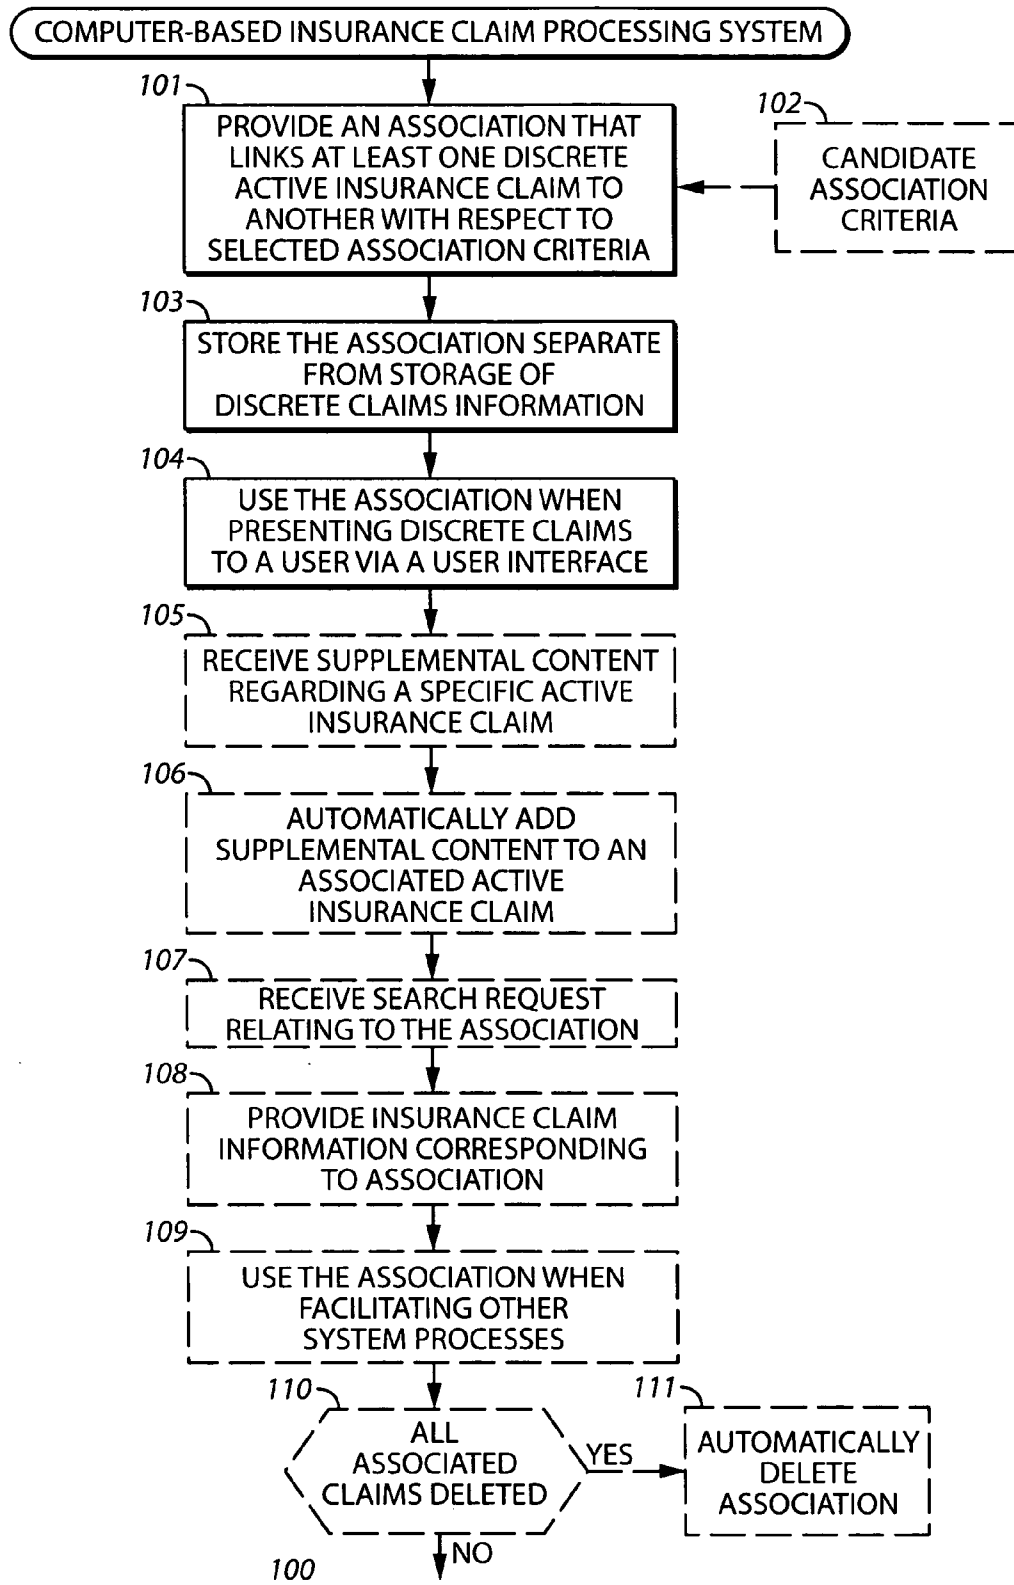 COMPUTER-BASED INSURANCE CLAIM PROCESSING SYSTEM
101
PROVIDE AN ASSOCIATION THAT
LINKS AT LEAST ONE DISCRETE
ACTIVE INSURANCE CLAIM TO
ANOTHER WITH RESPECT TO
SELECTED ASSOCIATION CRITERIA
102
CANDIDATE
ASSOCIATION
CRITERIA
103
STORE THE ASSOCIATION SEPARATE
FROM STORAGE OF
DISCRETE CLAIMS INFORMATION
104
USE THE ASSOCIATION WHEN
PRESENTING DISCRETE CLAIMS
TO A USER VIA A USER INTERFACE
105
RECEIVE SUPPLEMENTAL CONTENT
REGARDING A SPECIFIC ACTIVE
INSURANCE CLAIM
106
AUTOMATICALLY ADD
SUPPLEMENTAL CONTENT TO AN
ASSOCIATED ACTIVE
INSURANCE CLAIM
107
RECEIVE SEARCH REQUEST
RELATING TO THE ASSOCIATION
108
PROVIDE INSURANCE CLAIM
INFORMATION CORRESPONDING
TO ASSOCIATION
109
USE THE ASSOCIATION WHEN
FACILITATING OTHER
SYSTEM PROCESSES
110
ALL
ASSOCIATED
CLAIMS DELETED
YES
111
AUTOMATICALLY
DELETE
ASSOCIATION
NO
100